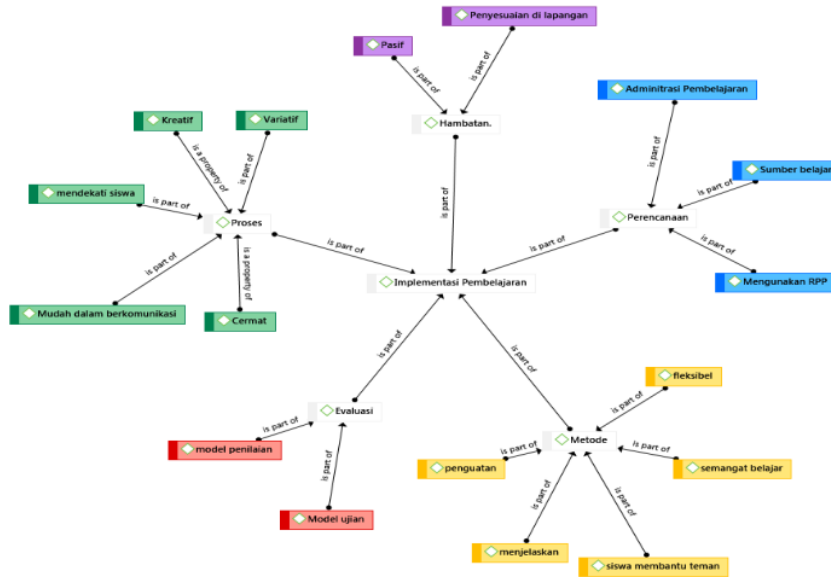 Penyesuaian di lapangan
Pasif
is part of
is part of
Adminitrasi Pembelajaran
Kreatif
Variatif
Hambatan.
is a property of
is part of
is part of
Sumber belajar
mendekati siswa
is part of
is part of
Proses
Perencanaan
is part of
is part of
is part of
is part of
is a property of
is part of
is part of
Implementasi Pembelajaran
Mengunakan RPP
Mudah dalam berkomunikasi
Cermat
is part of
is part of
fleksibel
Evaluasi
is part of
is part of
Metode
model penilaian
is part of
is part of
penguatan
semangat belajar
is part of
is part of
is part of
Model ujian
menjelaskan
siswa membantu teman